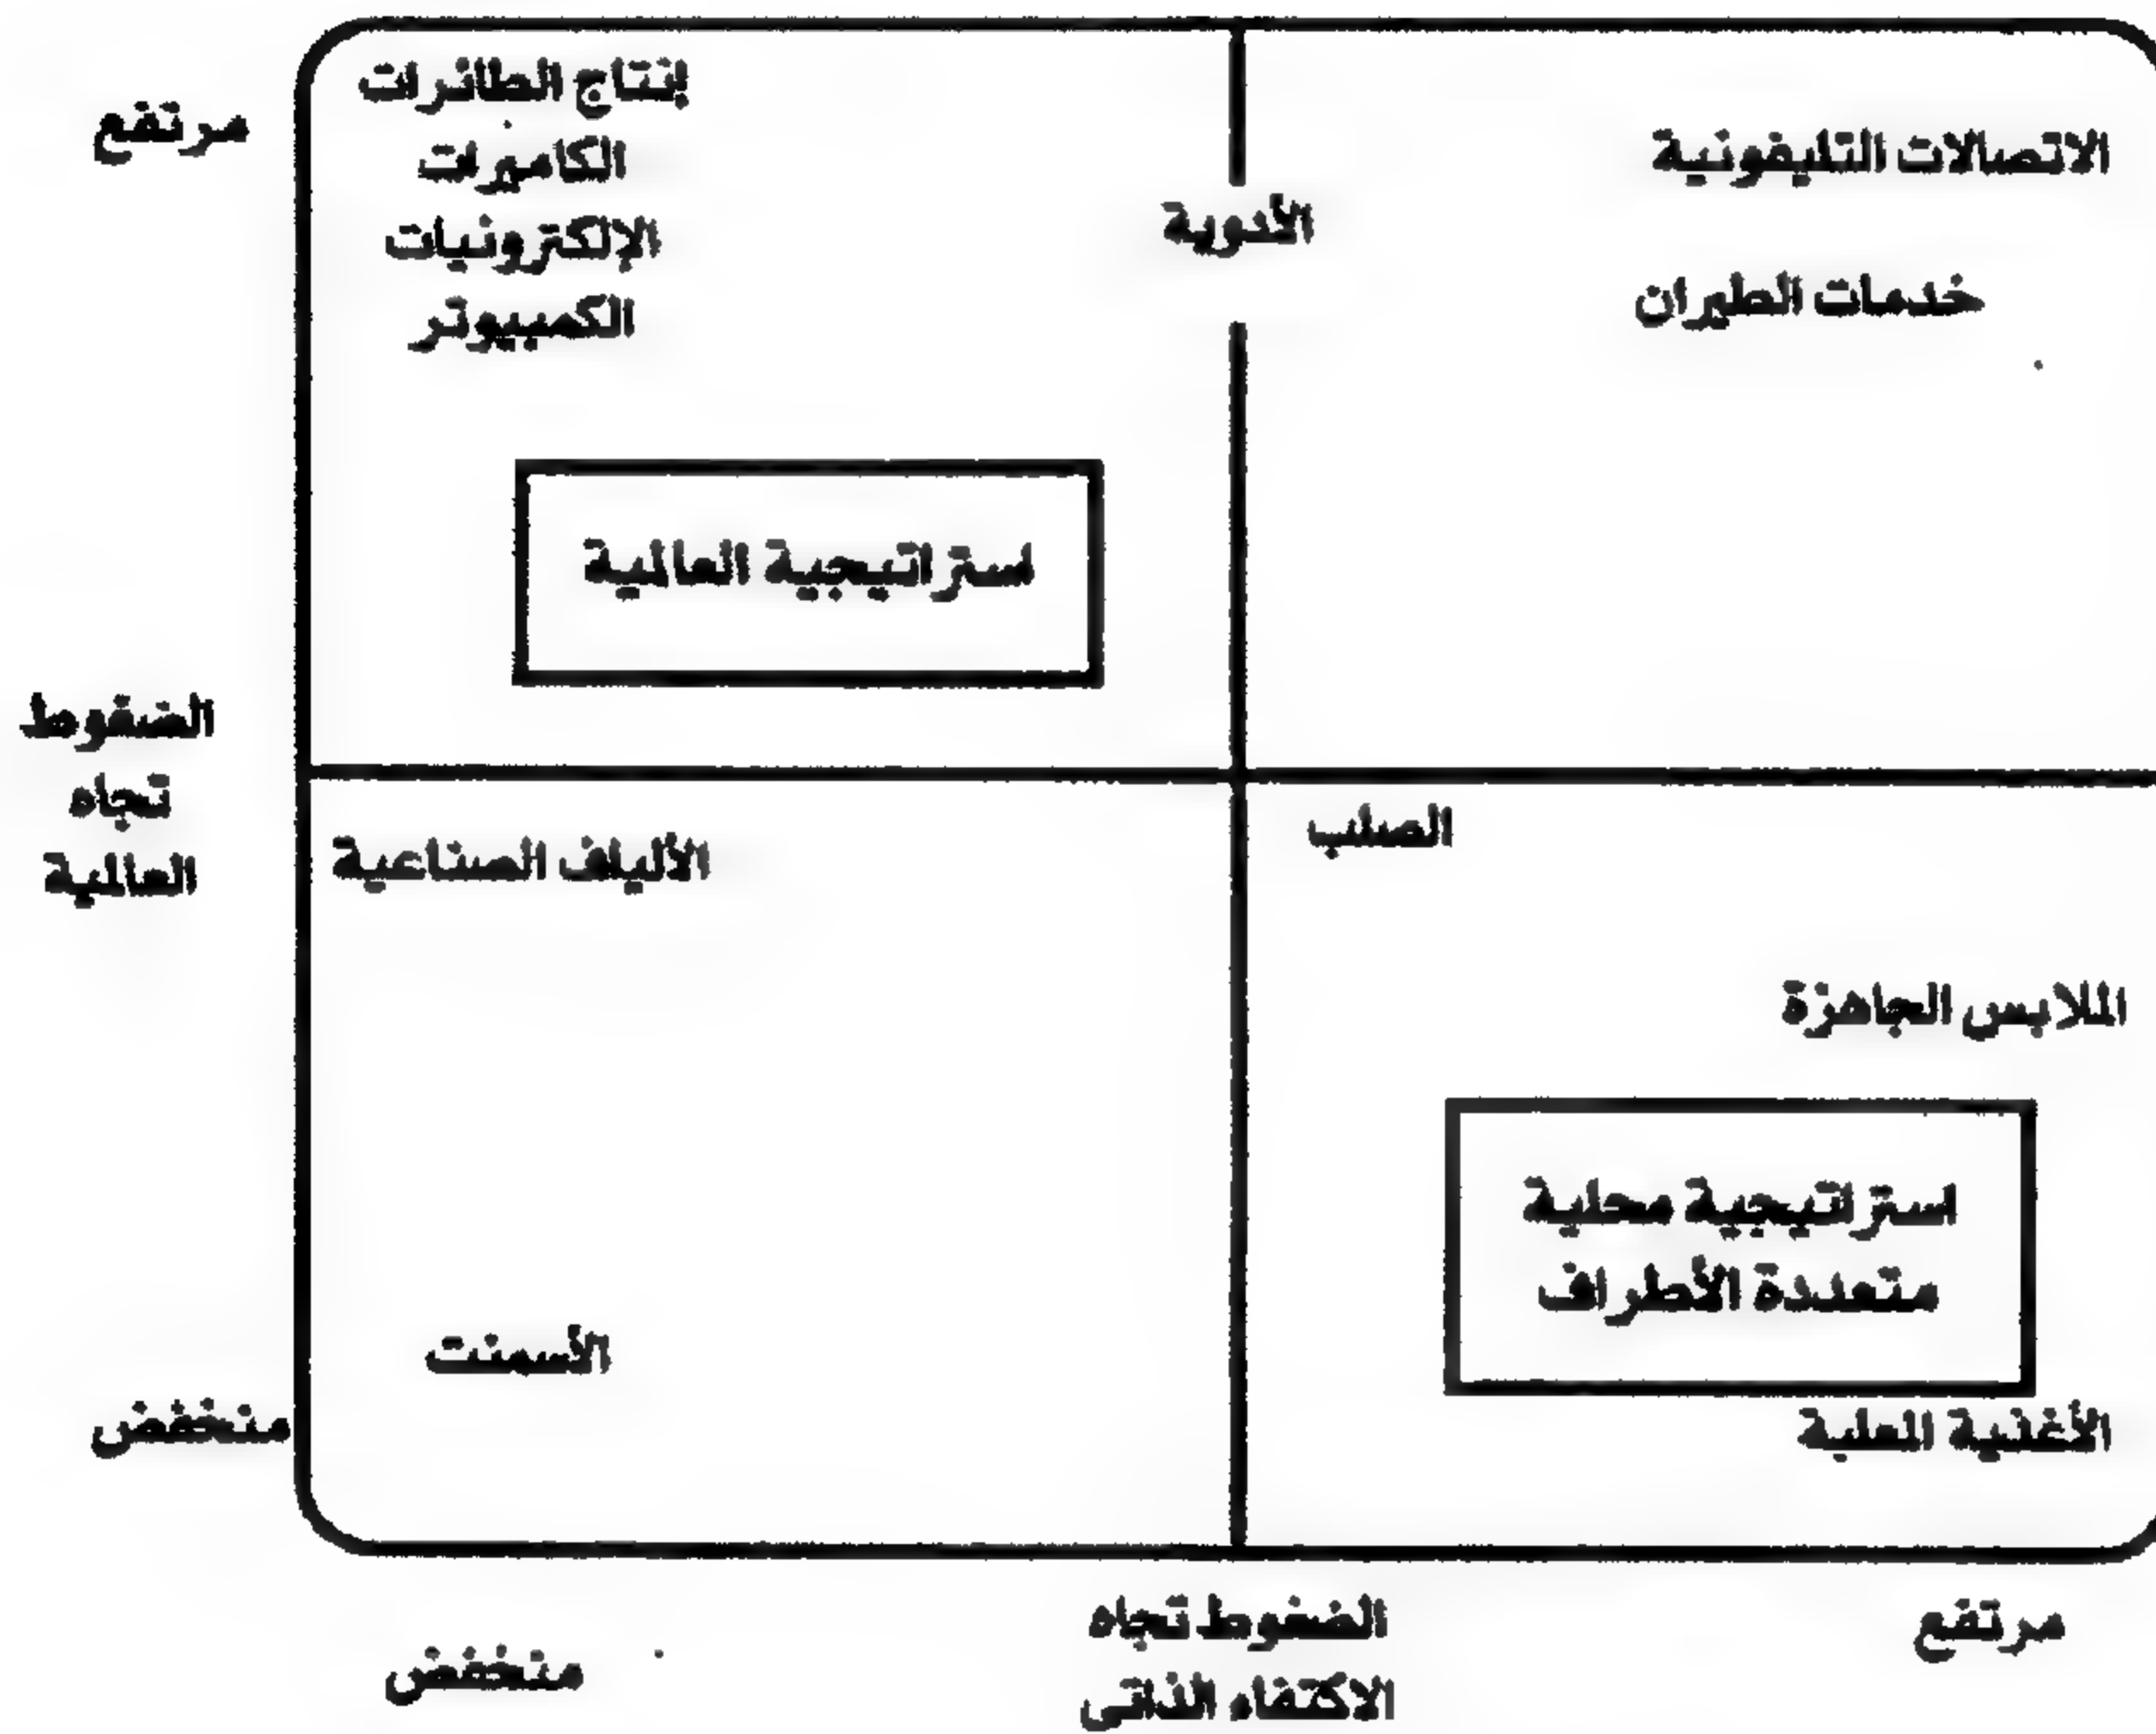 مرتفع
إنتاج الطائرات
الكاميرات
الإلكترونيات
الكمبيوتر
الأدوية
الاتصالات التليفونية
خدمات الطيران
استراتيجية العالمية
الضغوط
تجاه
العالمية
الألياف الصناعية
الصلب
الملابس الجاهزة
استراتيجية محلية
متعددة الأطراف
الأسمنت
منخفض
الأغذية المعلبة
منخفض
الضغوط تجاه
الاكتفاء الذاتى
مرتفع